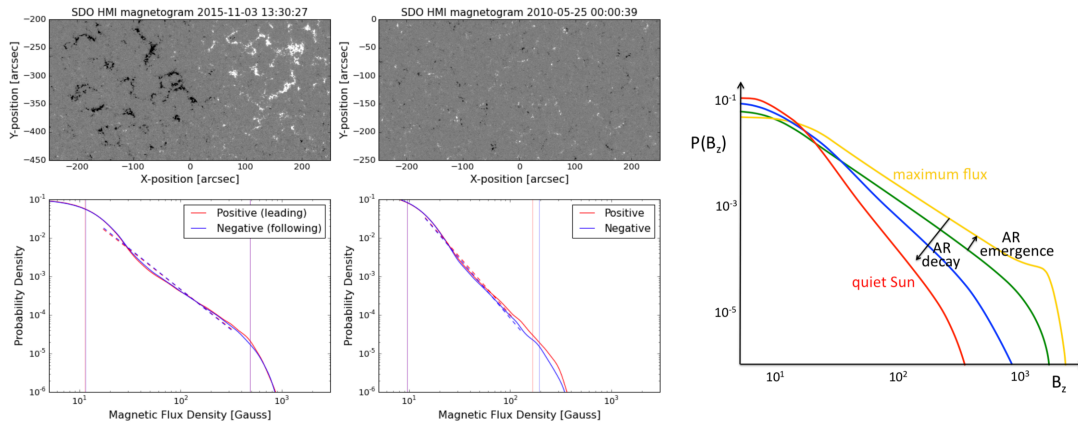 SDO HMI magnetogram 2015-11-03 13:30:27
Y-position [arcsec]
−200
−250
−300
−350
−400
−450
−200 −100 0 100 200
X-position [arcsec]
SDO HMI magnetogram 2010-05-25 00:00:39
Y-position [arcsec]
0
−50
−100
−150
−200
−250
−200 −100 0 100 200
X-position [arcsec]
Probability Density
10⁻¹
10⁻²
10⁻³
10⁻⁴
10⁻⁵
10⁻⁶
Positive (leading)
Negative (following)
10¹ 10² 10³
Magnetic Flux Density [Gauss]
Probability Density
10⁻¹
10⁻²
10⁻³
10⁻⁴
10⁻⁵
10⁻⁶
Positive
Negative
10¹ 10² 10³
Magnetic Flux Density [Gauss]
10⁻¹
P(B_z)
10⁻³
10⁻⁵
maximum flux
AR
emergence
AR
decay
quiet Sun
10¹ 10² 10³
B_z